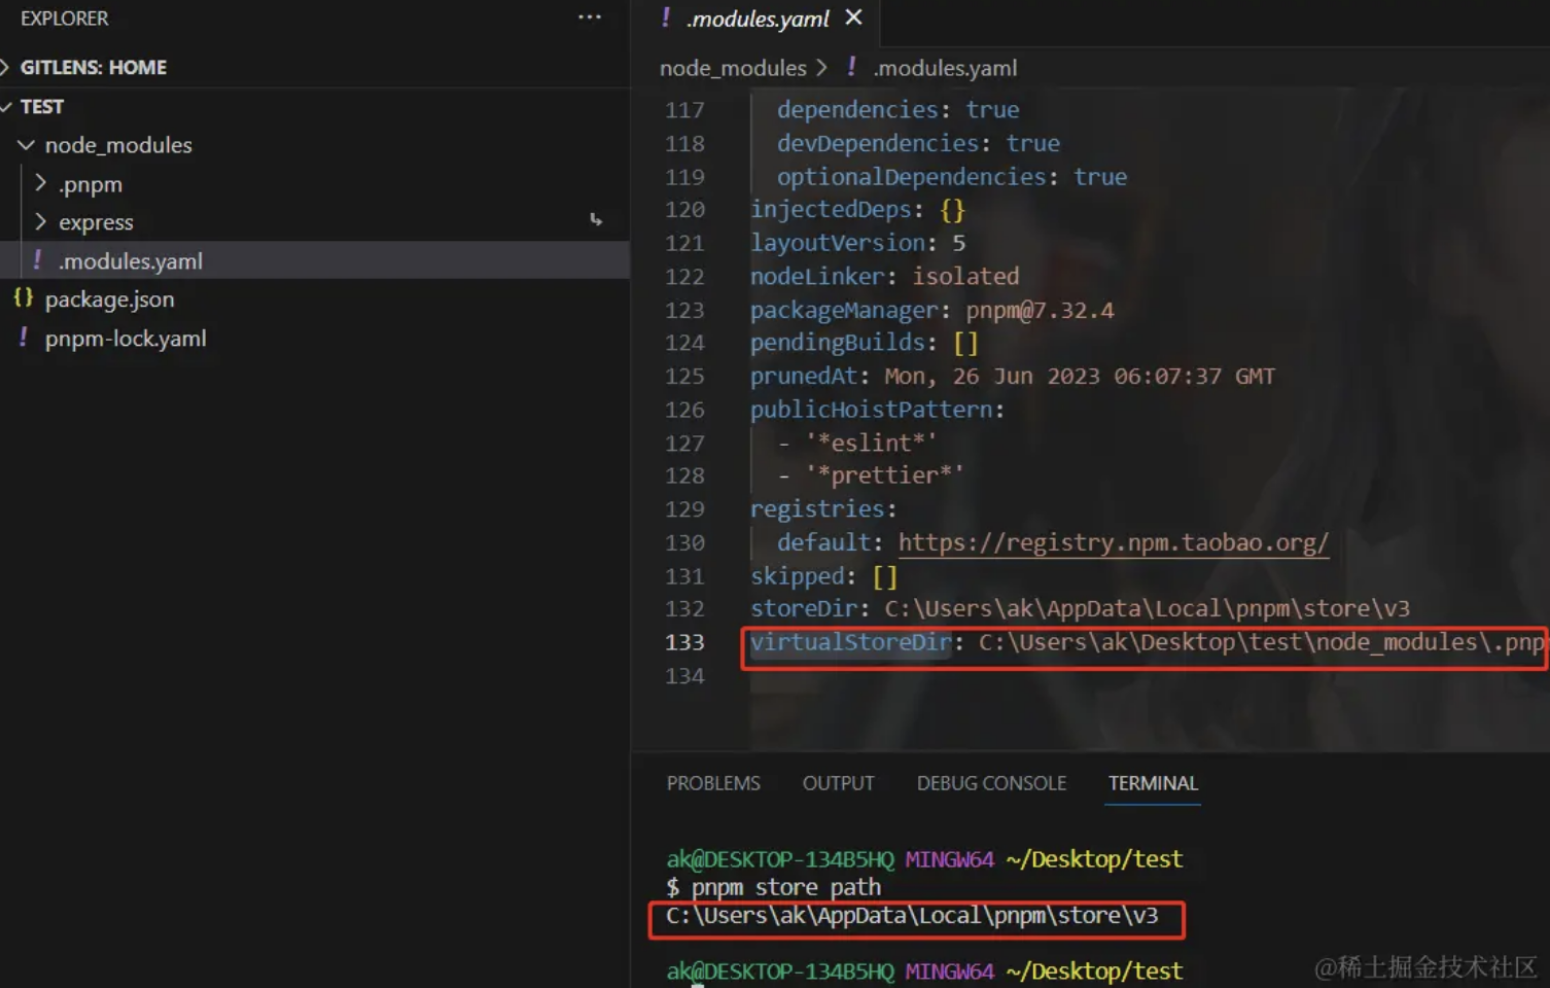 EXPLORER
GITLENS: HOME
TEST
node_modules
.pnpm
express
.modules.yaml
package.json
pnpm-lock.yaml
.modules.yaml
node_modules > ! .modules.yaml
117 dependencies: true
118 devDependencies: true
119 optionalDependencies: true
120 injectedDeps: {}
121 layoutVersion: 5
122 nodeLinker: isolated
123 packageManager: pnpm@7.32.4
124 pendingBuilds: []
125 prunedAt: Mon, 26 Jun 2023 06:07:37 GMT
126 publicHoistPattern:
127 - '*eslint*'
128 - '*prettier*'
129 registries:
130 default: https://registry.npm.taobao.org/
131 skipped: []
132 storeDir: C:\Users\ak\AppData\Local\pnpm\store\v3
133 virtualStoreDir: C:\Users\ak\Desktop\test\node_modules\.pnp
134
PROBLEMS OUTPUT DEBUG CONSOLE TERMINAL
ak@DESKTOP-134B5HQ MINGW64 ~/Desktop/test
$ pnpm store path
C:\Users\ak\AppData\Local\pnpm\store\v3
ak@DESKTOP-134B5HQ MINGW64 ~/Desktop/test
@稀土掘金技术社区